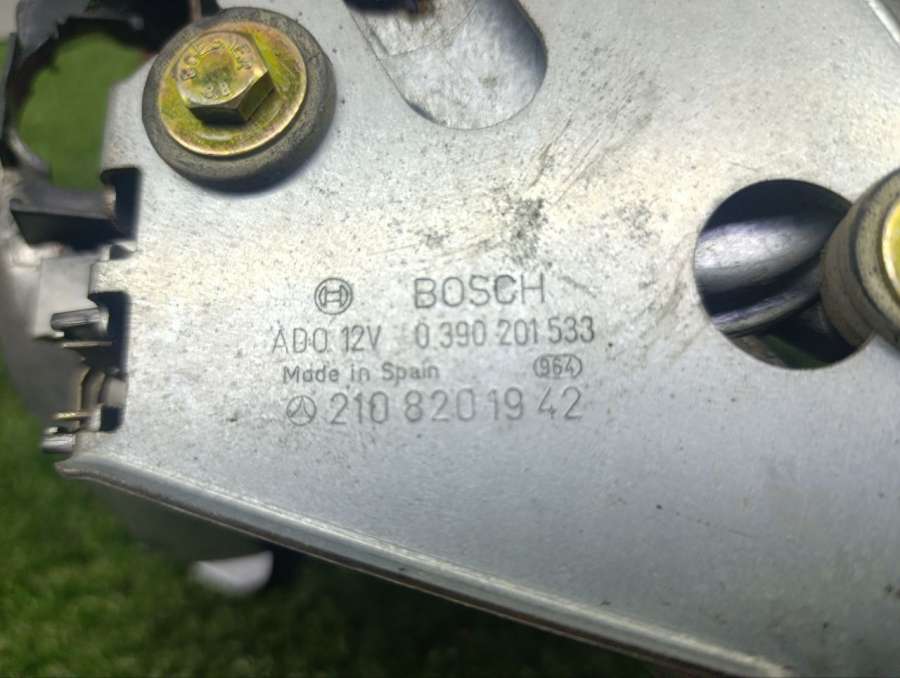 BOSCH
ADO 12V 0 390 201 533
Made in Spain 964
210 820 19 42